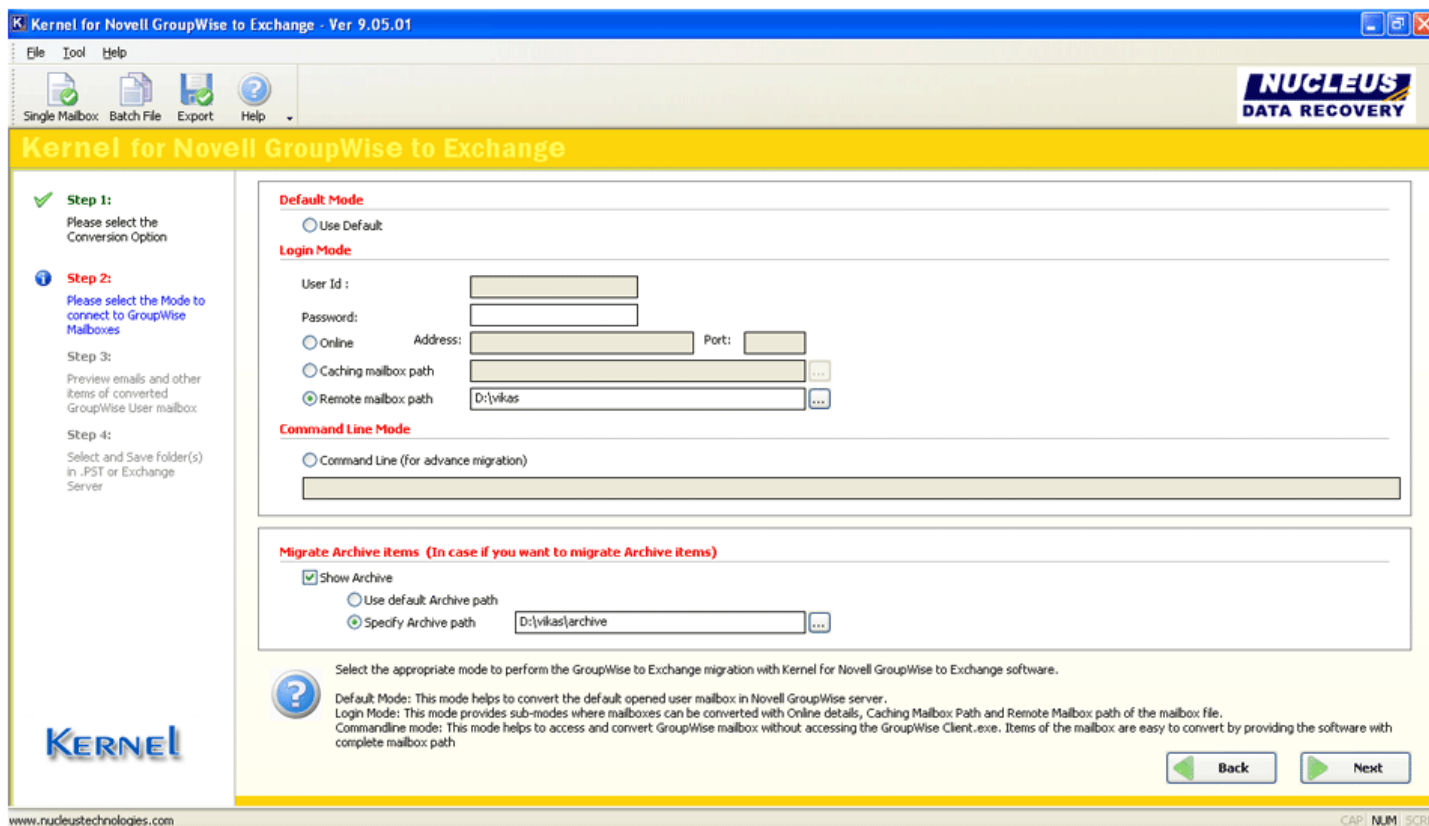 Kernel for Novell GroupWise to Exchange - Ver 9.05.01
File Tool Help
Single Mailbox Batch File Export Help
NUCLEUS
DATA RECOVERY
Kernel for Novell GroupWise to Exchange
Step 1:
Please select the
Conversion Option
Step 2:
Please select the Mode to
connect to GroupWise
Mailboxes
Step 3:
Preview emails and other
items of converted
GroupWise User mailbox
Step 4:
Select and Save folder(s)
in .PST or Exchange
Server
KERNEl
Default Mode
Use Default
Login Mode
User Id :
Password:
Online Address: Port:
Caching mailbox path ...
Remote mailbox path D:\vikas ...
Command Line Mode
Command Line (for advance migration)
Migrate Archive items (In case if you want to migrate Archive items)
Show Archive
Use default Archive path
Specify Archive path D:\vikas\archive ...
Select the appropriate mode to perform the GroupWise to Exchange migration with Kernel for Novell GroupWise to Exchange software.
Default Mode: This mode helps to convert the default opened user mailbox in Novell GroupWise server.
Login Mode: This mode provides sub-modes where mailboxes can be converted with Online details, Caching Mailbox Path and Remote Mailbox path of the mailbox file.
Commandline mode: This mode helps to access and convert GroupWise mailbox without accessing the GroupWise Client.exe. Items of the mailbox are easy to convert by providing the software with
complete mailbox path
Back Next
www.nucleustechnologies.com
CAP NUM SCR